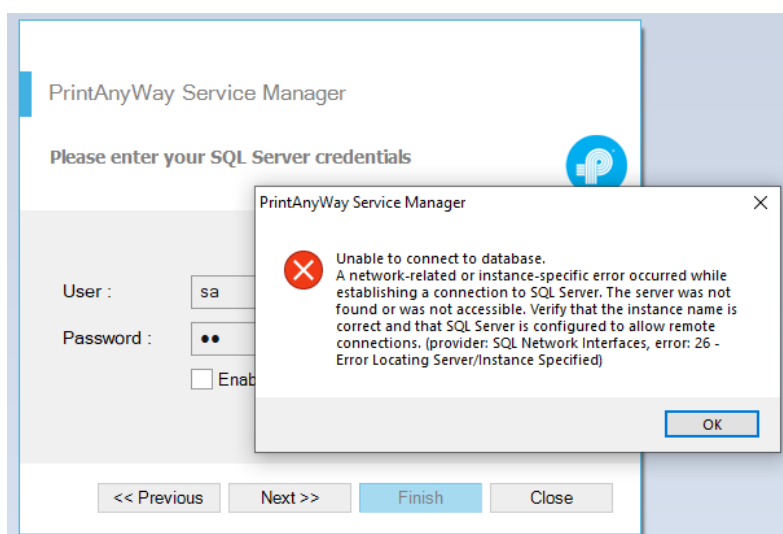 PrintAnyWay Service Manager
Please enter your SQL Server credentials
PrintAnyWay Service Manager
Unable to connect to database.
A network-related or instance-specific error occurred while
establishing a connection to SQL Server. The server was not
found or was not accessible. Verify that the instance name is
correct and that SQL Server is configured to allow remote
connections. (provider: SQL Network Interfaces, error: 26 -
Error Locating Server/Instance Specified)
OK
User : sa
Password : ●●
Enab
<< Previous Next >> Finish Close